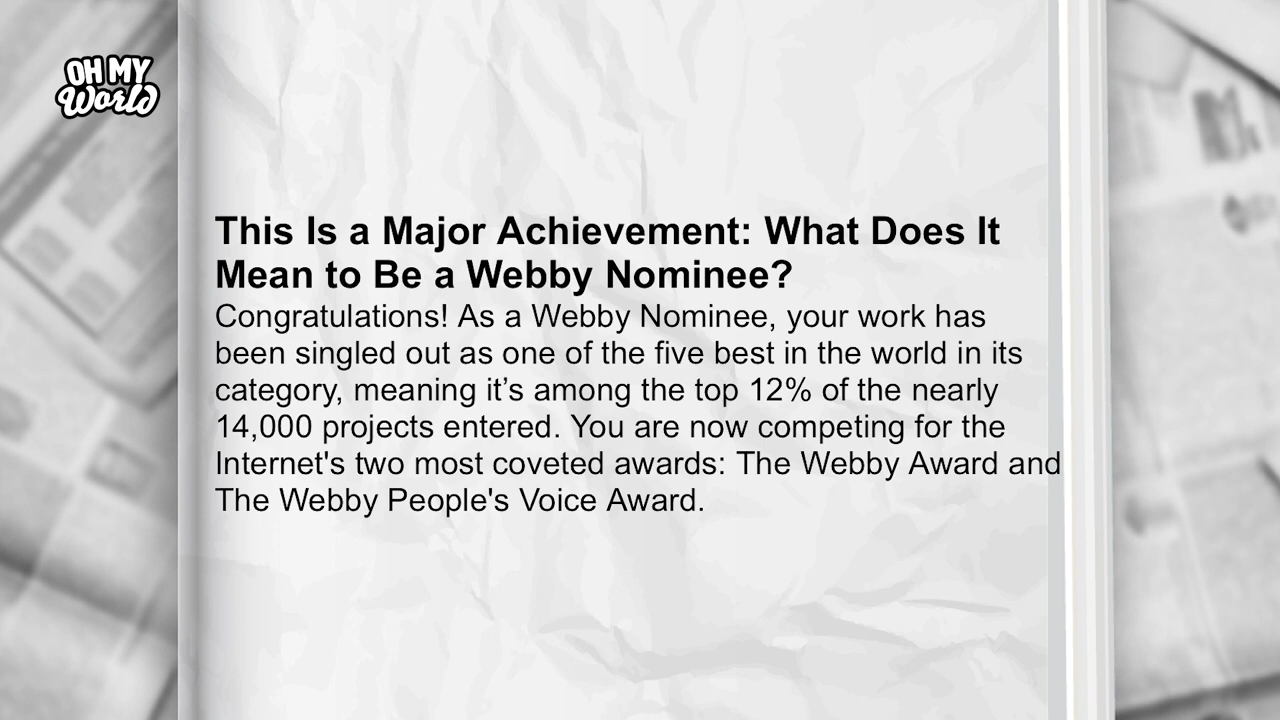 OH MY
World
This Is a Major Achievement: What Does It
Mean to Be a Webby Nominee?
Congratulations! As a Webby Nominee, your work has
been singled out as one of the five best in the world in its
category, meaning it’s among the top 12% of the nearly
14,000 projects entered. You are now competing for the
Internet's two most coveted awards: The Webby Award and
The Webby People's Voice Award.